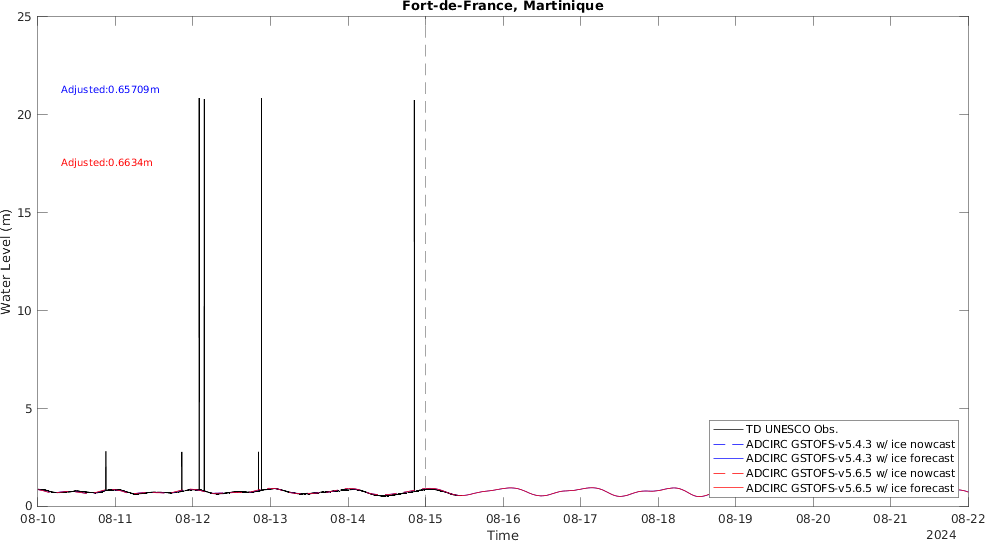 Fort-de-France, Martinique
25
20
15
10
5
0
Water Level (m)
Adjusted:0.65709m
Adjusted:0.6634m
TD UNESCO Obs.
ADCIRC GSTOFS-v5.4.3 w/ ice nowcast
ADCIRC GSTOFS-v5.4.3 w/ ice forecast
ADCIRC GSTOFS-v5.6.5 w/ ice nowcast
ADCIRC GSTOFS-v5.6.5 w/ ice forecast
08-10 08-11 08-12 08-13 08-14 08-15 08-16 08-17 08-18 08-19 08-20 08-21 08-22
Time
2024